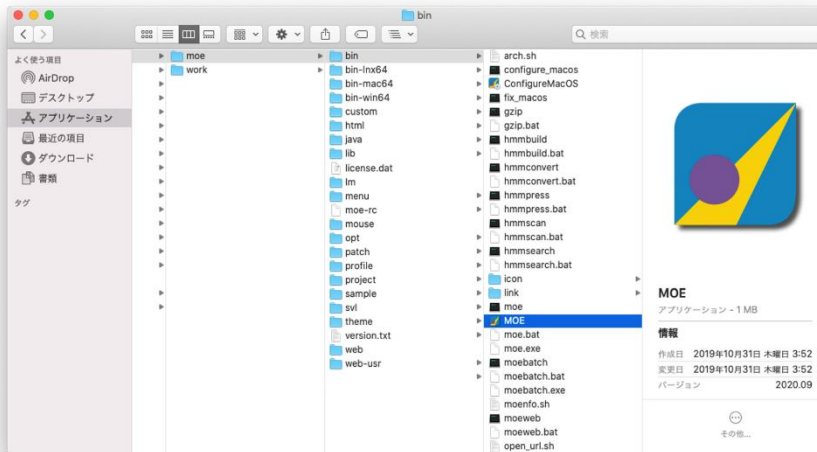 bin
検索
よく使う項目
AirDrop
デスクトップ
アプリケーション
最近の項目
ダウンロード
書類
タグ
moe
work
bin
bin-lnx64
bin-mac64
bin-win64
custom
html
java
lib
license.dat
lm
menu
moe-rc
mouse
opt
patch
profile
project
sample
svl
theme
version.txt
web
web-usr
arch.sh
configure_macos
ConfigureMacOS
fix_macos
gzip
gzip.bat
hmmbuild
hmmbuild.bat
hmmconvert
hmmconvert.bat
hmmpress
hmmpress.bat
hmmscan
hmmscan.bat
hmmsearch
hmmsearch.bat
icon
link
moe
MOE
moe.bat
moe.exe
moebatch
moebatch.bat
moebatch.exe
moenfo.sh
moeweb
moeweb.bat
open_url.sh
MOE
アプリケーション - 1 MB
情報
作成日 2019年10月31日 木曜日 3:52
変更日 2019年10月31日 木曜日 3:52
バージョン 2020.09
その他...